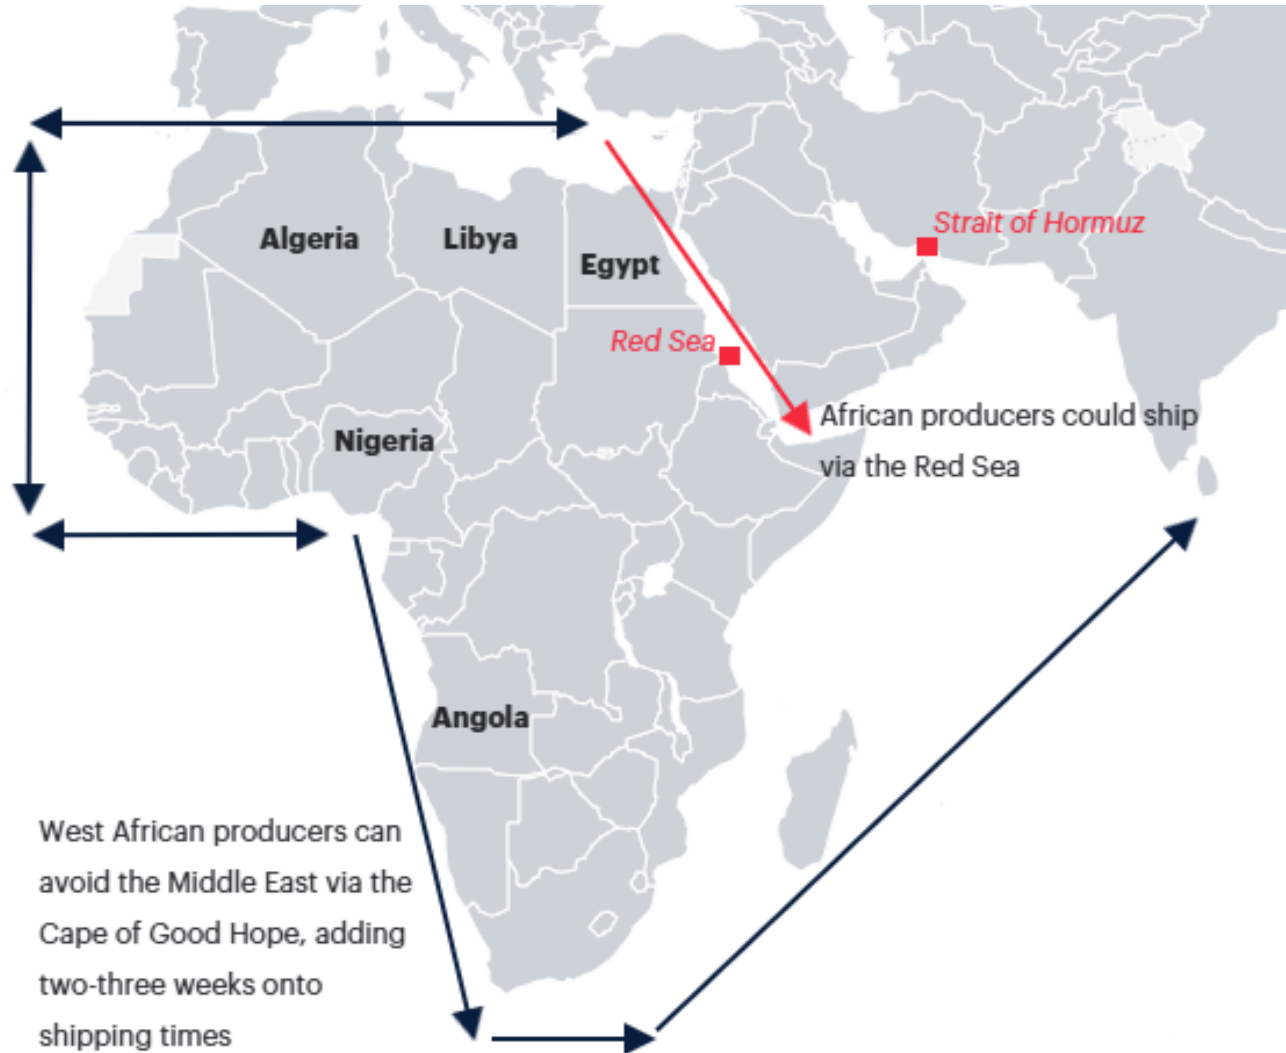 Strait of Hormuz
Algeria
Libya
Egypt
Red Sea
African producers could ship
via the Red Sea
Nigeria
Angola
West African producers can
avoid the Middle East via the
Cape of Good Hope, adding
two-three weeks onto
shipping times